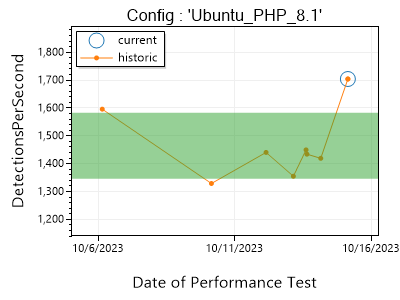 Config : 'Ubuntu_PHP_8.1'
current
historic
DetectionsPerSecond
1,800
1,700
1,600
1,500
1,400
1,300
1,200
10/6/2023
10/11/2023
10/16/2023
Date of Performance Test